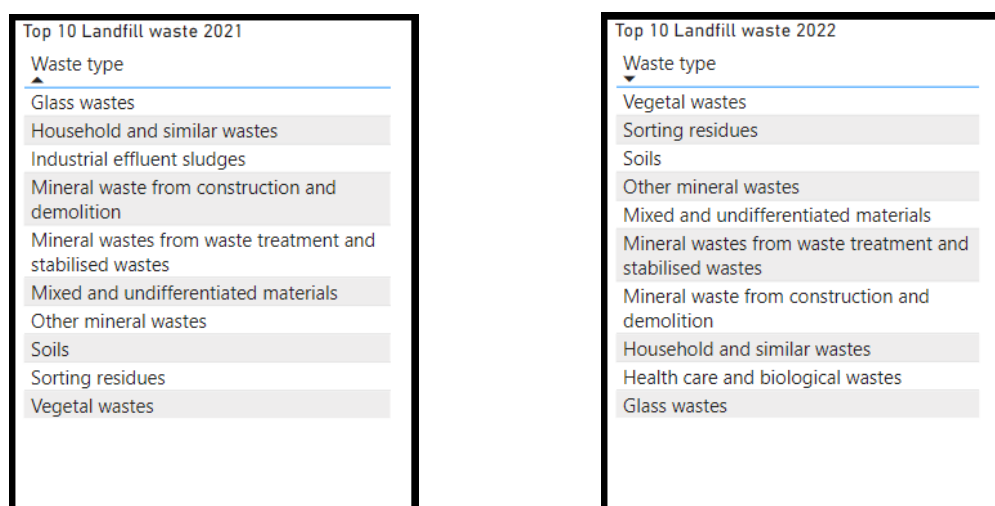 Top 10 Landfill waste 2021
Waste type
Glass wastes
Household and similar wastes
Industrial effluent sludges
Mineral waste from construction and
demolition
Mineral wastes from waste treatment and
stabilised wastes
Mixed and undifferentiated materials
Other mineral wastes
Soils
Sorting residues
Vegetal wastes
Top 10 Landfill waste 2022
Waste type
Vegetal wastes
Sorting residues
Soils
Other mineral wastes
Mixed and undifferentiated materials
Mineral wastes from waste treatment and
stabilised wastes
Mineral waste from construction and
demolition
Household and similar wastes
Health care and biological wastes
Glass wastes